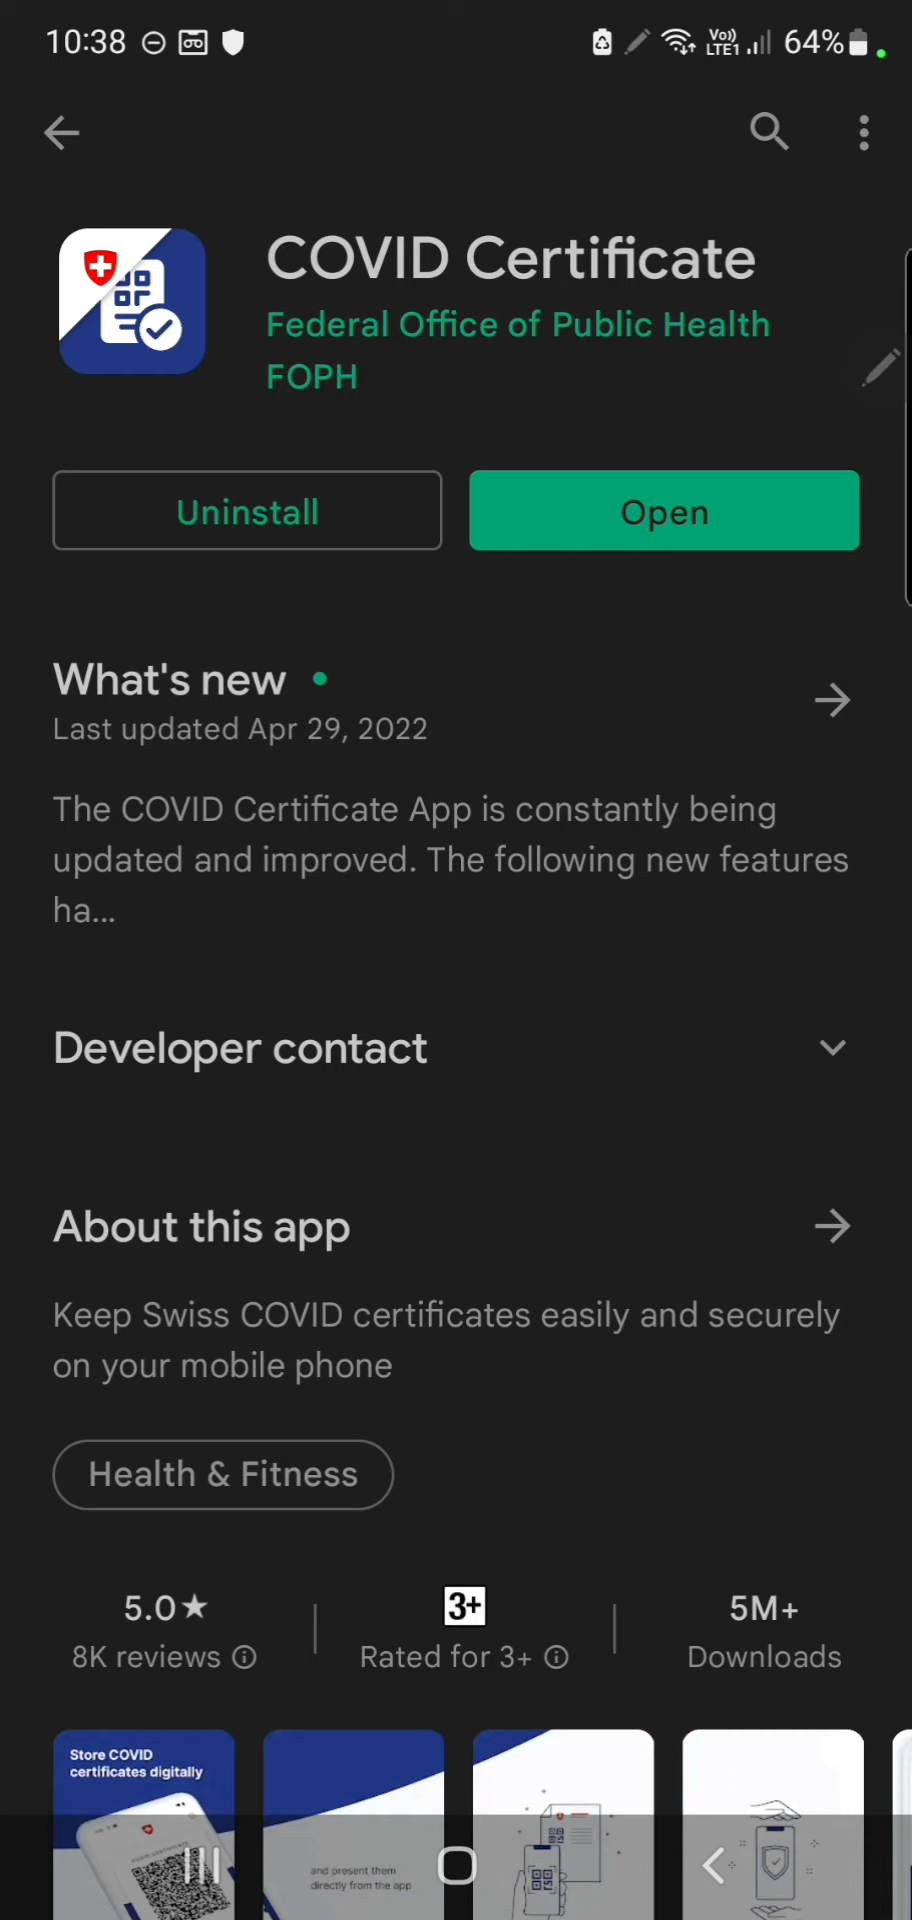 10:38
Vo))
LTE1
64%
COVID Certificate
Federal Office of Public Health
FOPH
Uninstall
Open
What's new
Last updated Apr 29, 2022
The COVID Certificate App is constantly being
updated and improved. The following new features
ha...
Developer contact
About this app
Keep Swiss COVID certificates easily and securely
on your mobile phone
Health & Fitness
5.0★
8K reviews
3+
Rated for 3+
5M+
Downloads
Store COVID
certificates digitally
and present them
directly from the app